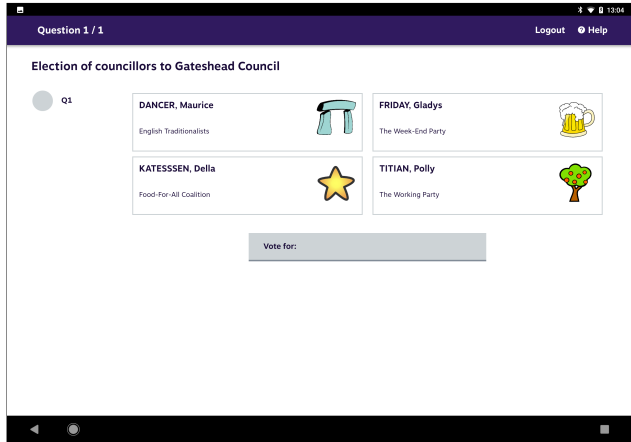 13:04
Question 1 / 1
Logout
Help
Election of councillors to Gateshead Council
Q1
DANCER, Maurice
English Traditionalists
FRIDAY, Gladys
The Week-End Party
KATESSSEN, Della
Food-For-All Coalition
TITIAN, Polly
The Working Party
Vote for: